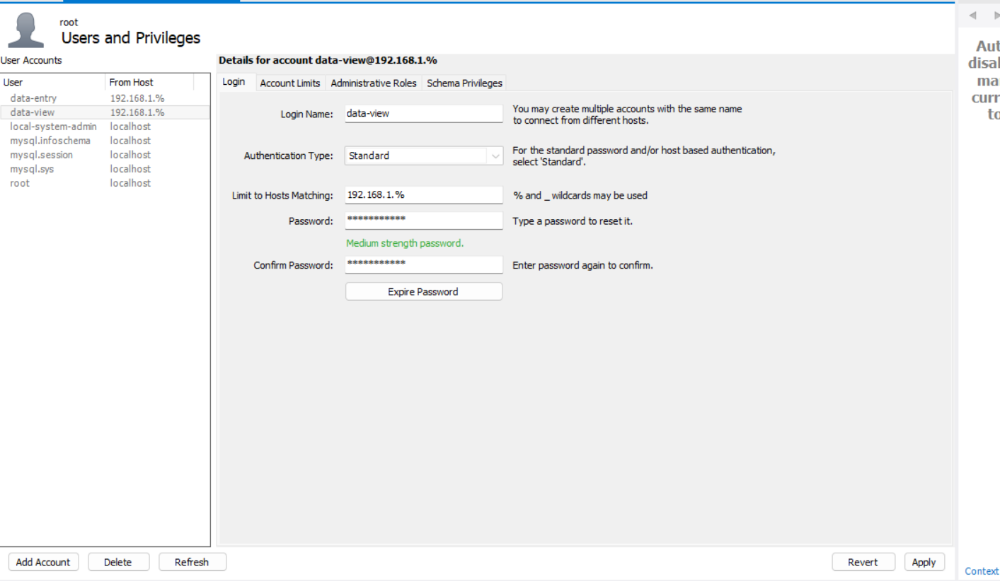 root
Users and Privileges
User Accounts
User From Host
data-entry 192.168.1.%
data-view 192.168.1.%
local-system-admin localhost
mysql.infoschema localhost
mysql.session localhost
mysql.sys localhost
root localhost
Add Account Delete Refresh
Details for account data-view@192.168.1.%
Login Account Limits Administrative Roles Schema Privileges
Login Name: data-view You may create multiple accounts with the same name
to connect from different hosts.
Authentication Type: Standard For the standard password and/or host based authentication,
select 'Standard'.
Limit to Hosts Matching: 192.168.1.% % and _ wildcards may be used
Password: *********** Type a password to reset it.
Medium strength password.
Confirm Password: *********** Enter password again to confirm.
Expire Password
Revert Apply
Context